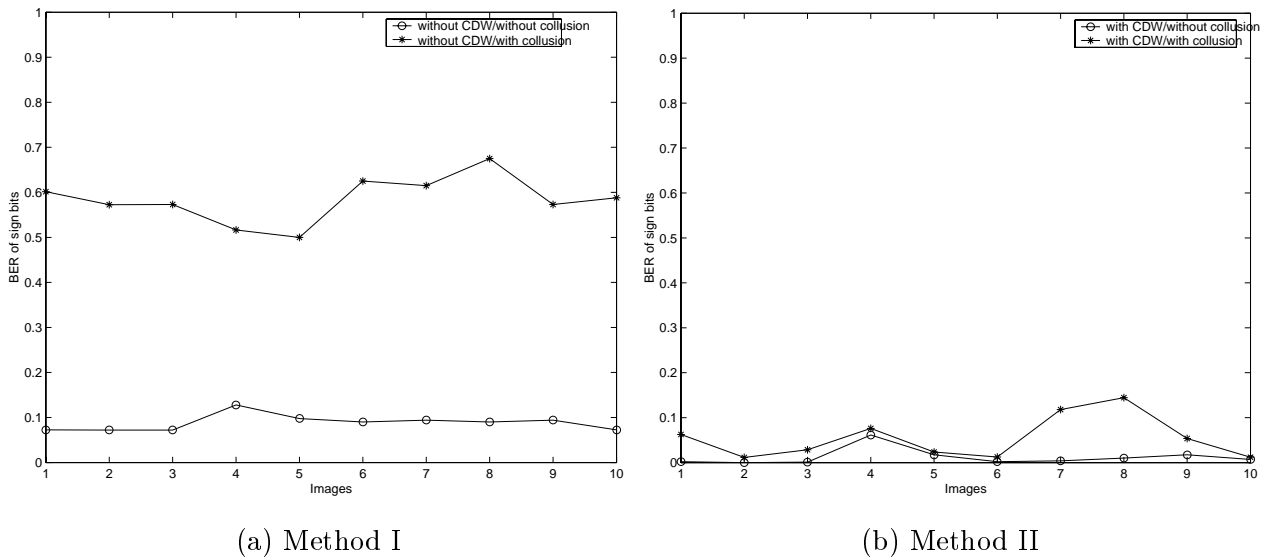 1
0.9
0.8
0.7
0.6
0.5
0.4
0.3
0.2
0.1
0
BER of sign bits
without CDW/without collusion
without CDW/with collusion
1 2 3 4 5 6 7 8 9 10
Images
(a) Method I
1
0.9
0.8
0.7
0.6
0.5
0.4
0.3
0.2
0.1
0
BER of sign bits
with CDW/without collusion
with CDW/with collusion
1 2 3 4 5 6 7 8 9 10
Images
(b) Method II